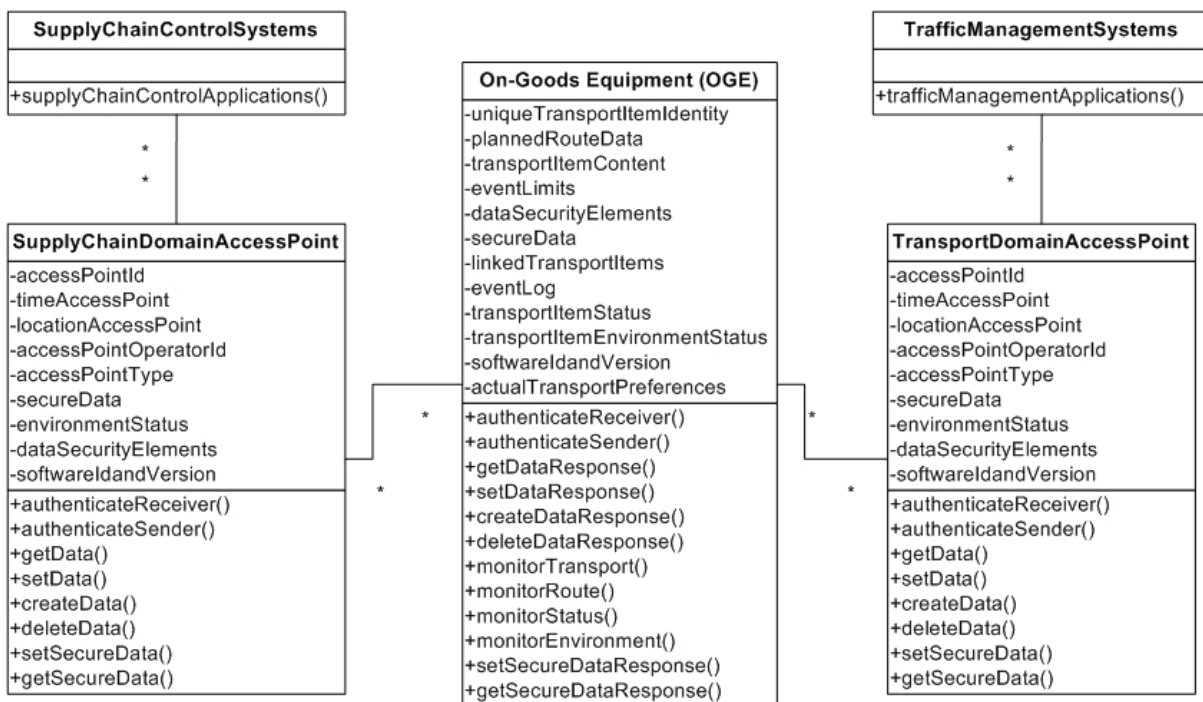 SupplyChainControlSystems
+supplyChainControlApplications()
*
*
SupplyChainDomainAccessPoint
-accessPointId
-timeAccessPoint
-locationAccessPoint
-accessPointOperatorId
-accessPointType
-secureData
-environmentStatus
-dataSecurityElements
-softwareIdandVersion
+authenticateReceiver()
+authenticateSender()
+getData()
+setData()
+createData()
+deleteData()
+setSecureData()
+getSecureData()
*
*
On-Goods Equipment (OGE)
-uniqueTransportItemIdentity
-plannedRouteData
-transportItemContent
-eventLimits
-dataSecurityElements
-secureData
-linkedTransportItems
-eventLog
-transportItemStatus
-transportItemEnvironmentStatus
-softwareIdandVersion
-actualTransportPreferences
+authenticateReceiver()
+authenticateSender()
+getDataResponse()
+setDataResponse()
+createDataResponse()
+deleteDataResponse()
+monitorTransport()
+monitorRoute()
+monitorStatus()
+monitorEnvironment()
+setSecureDataResponse()
+getSecureDataResponse()
*
*
TrafficManagementSystems
+trafficManagementApplications()
*
*
TransportDomainAccessPoint
-accessPointId
-timeAccessPoint
-locationAccessPoint
-accessPointOperatorId
-accessPointType
-secureData
-environmentStatus
-dataSecurityElements
-softwareIdandVersion
+authenticateReceiver()
+authenticateSender()
+getData()
+setData()
+createData()
+deleteData()
+setSecureData()
+getSecureData()